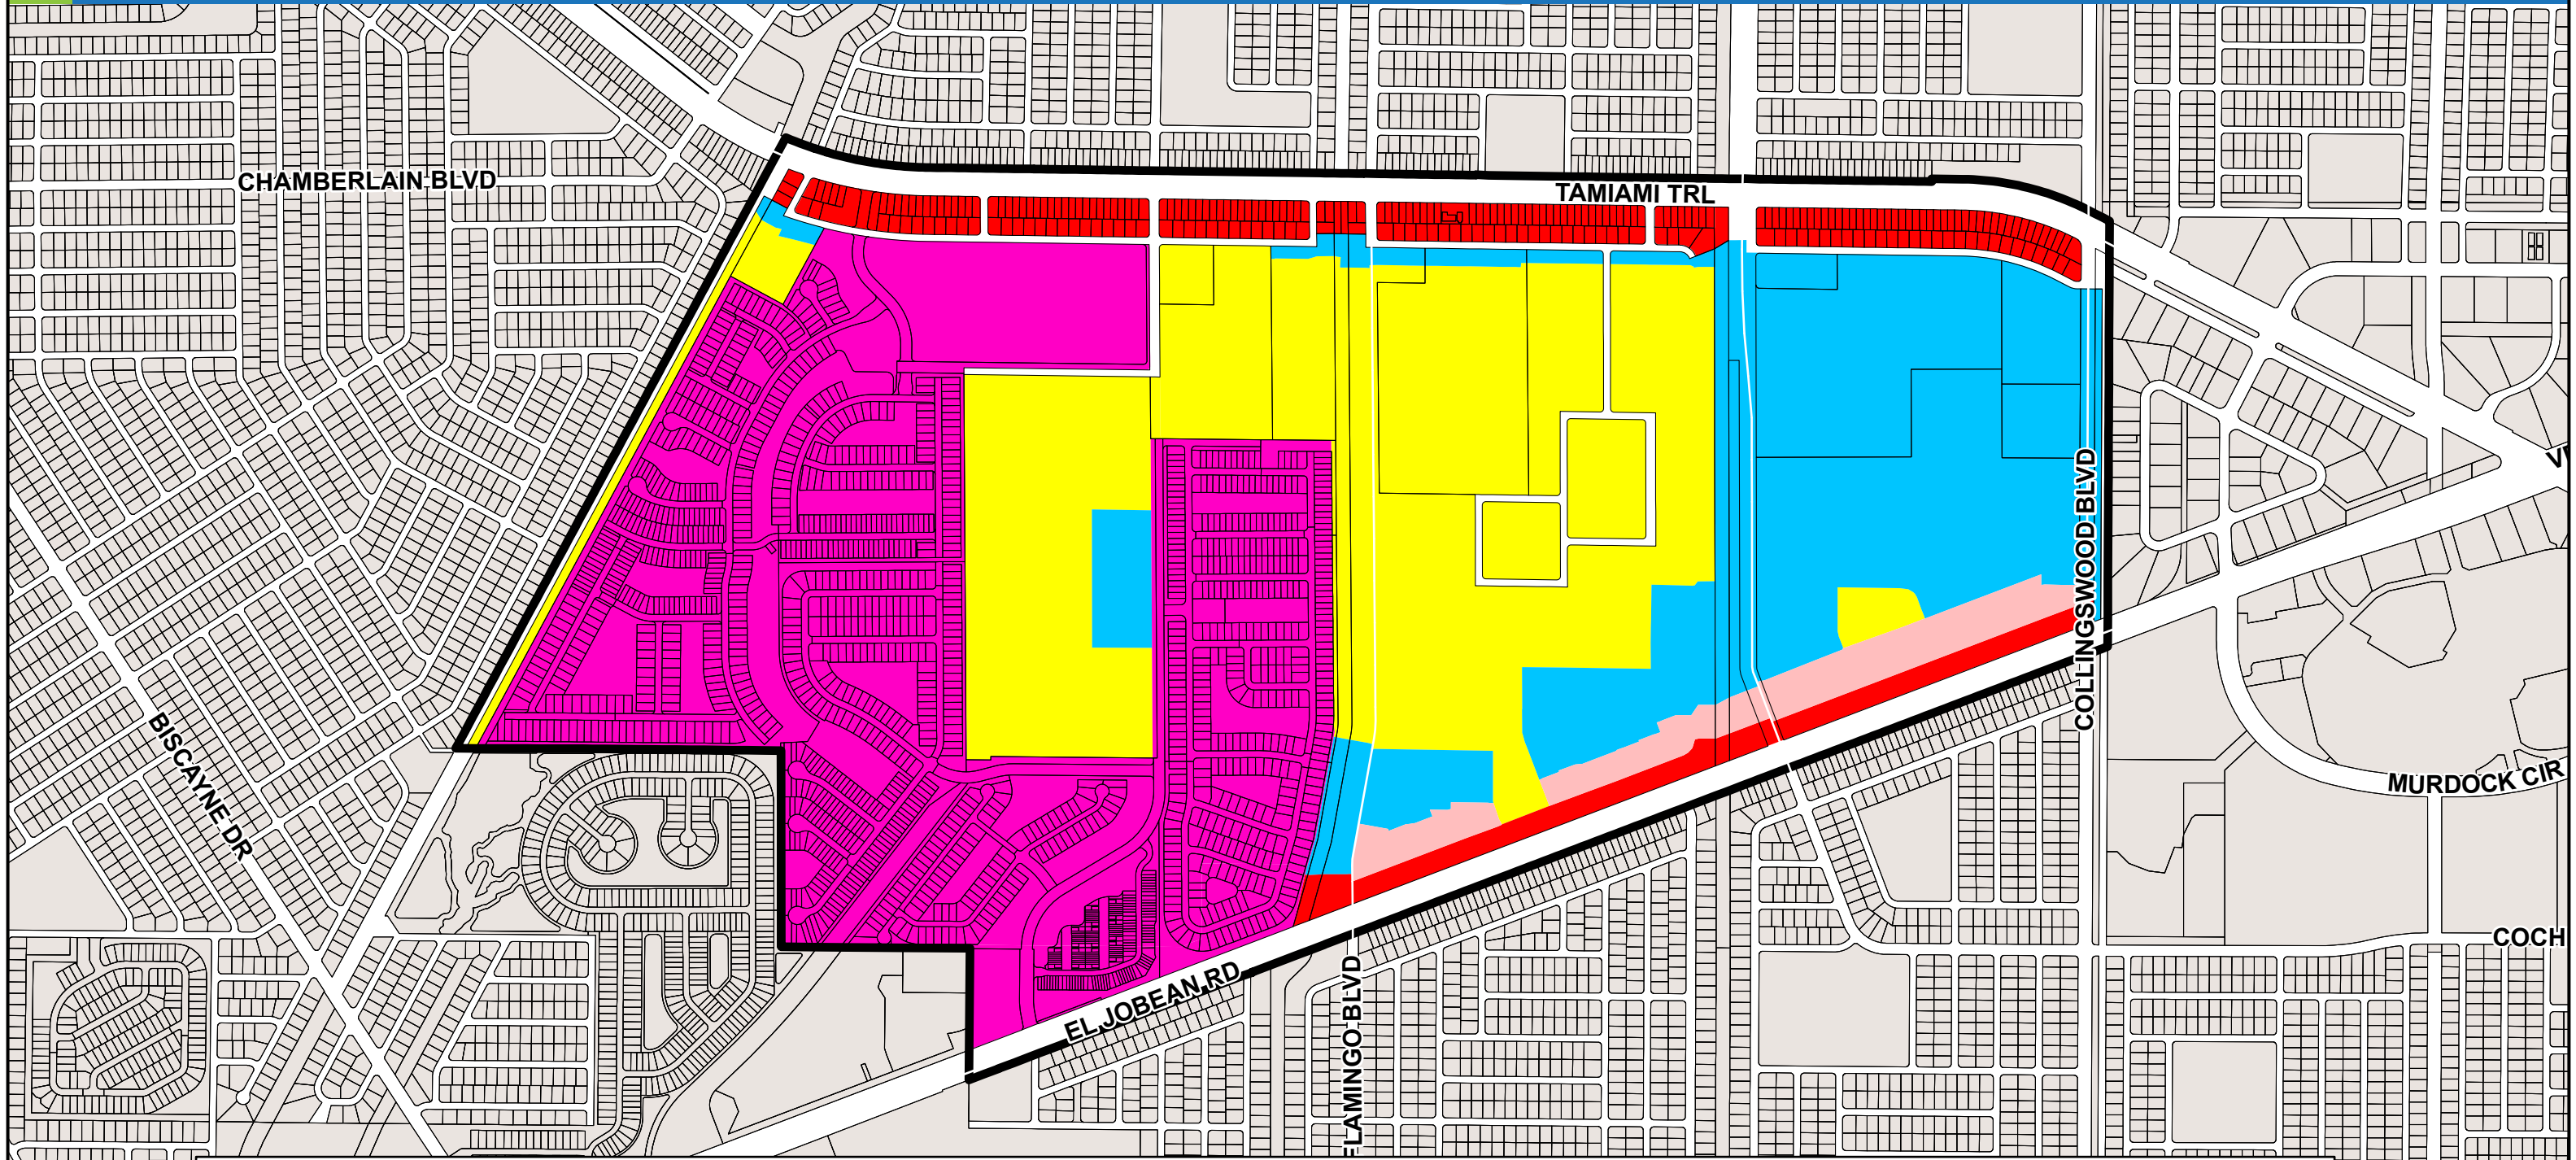 CHAMBERLAIN BLVD
TAMIAMI TRL
COLLINGSWOOD BLVD
BISCAYNE DR
MURDOCK CIR
COCH
EL JOBEAN RD
FLAMINGO BLVD